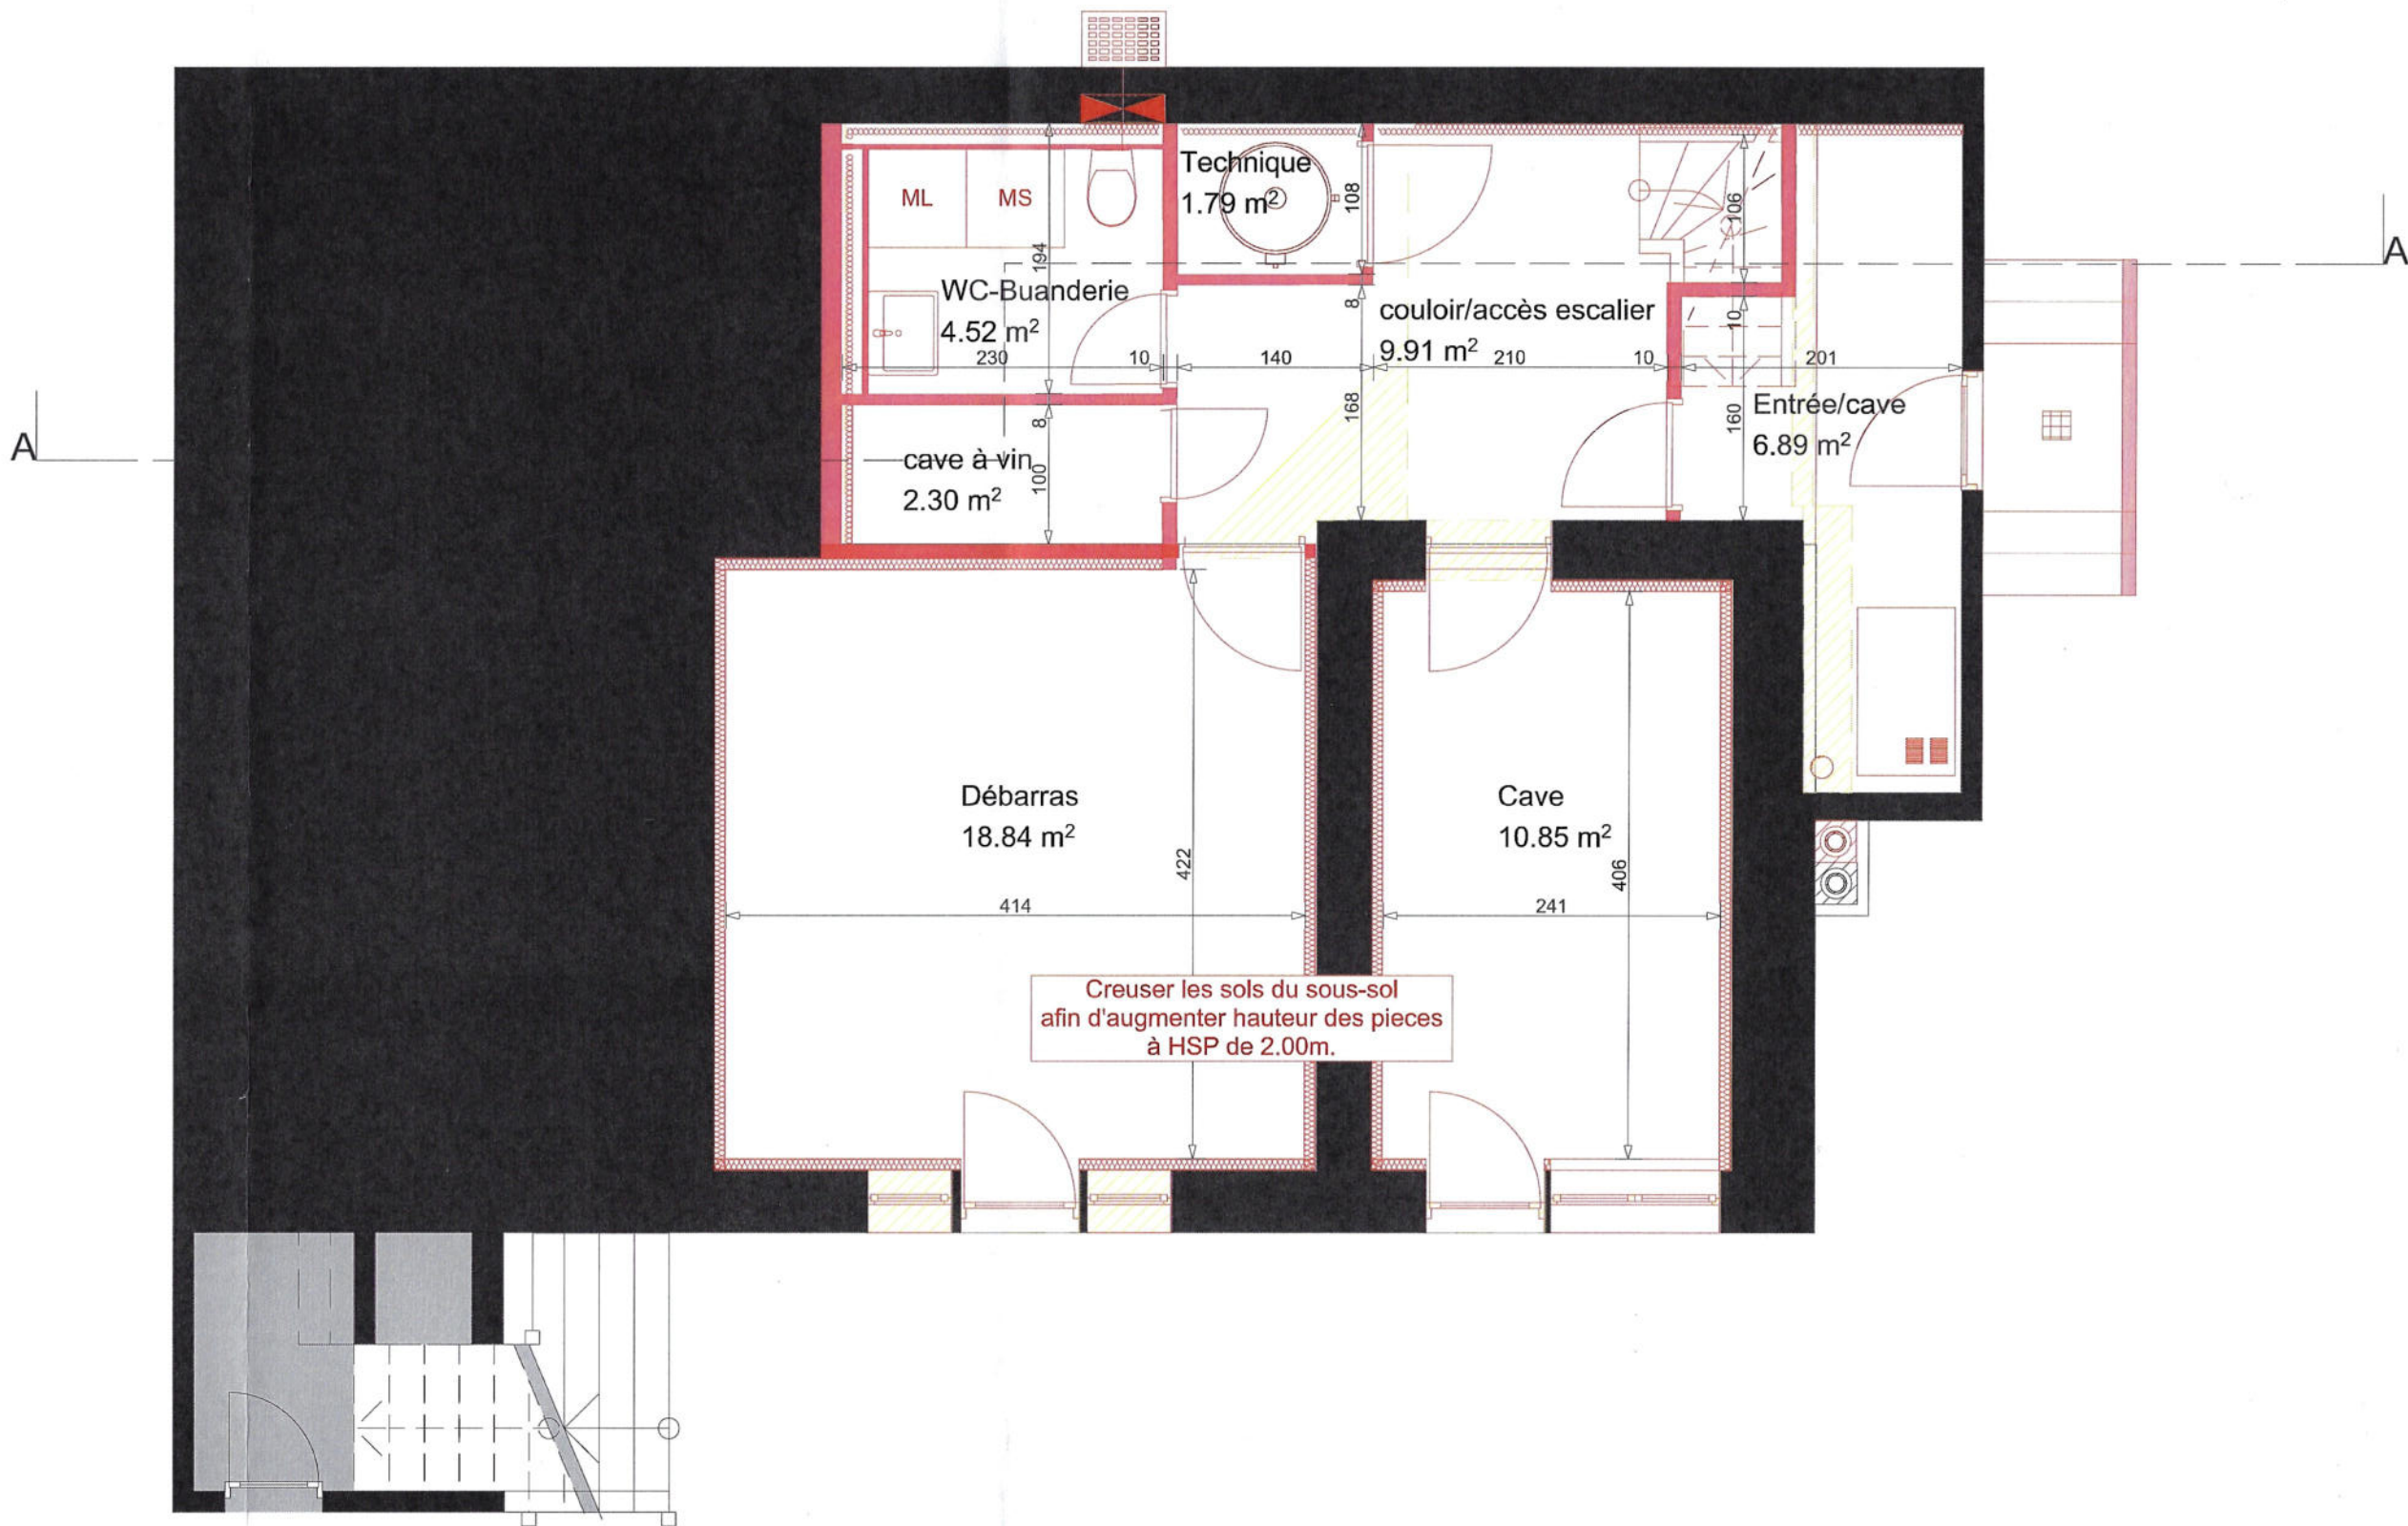 Technique
1.79 m²
108
106
ML
MS
194
A
WC-Buanderie
4.52 m²
couloir/accès escalier
9.91 m²
8
10
230
10
140
210
10
201
A
168
160
Entrée/cave
6.89 m²
8
cave à vin
2.30 m²
100
Débarras
18.84 m²
Cave
10.85 m²
422
406
414
241
Creuser les sols du sous-sol
afin d'augmenter hauteur des pieces
à HSP de 2.00m.